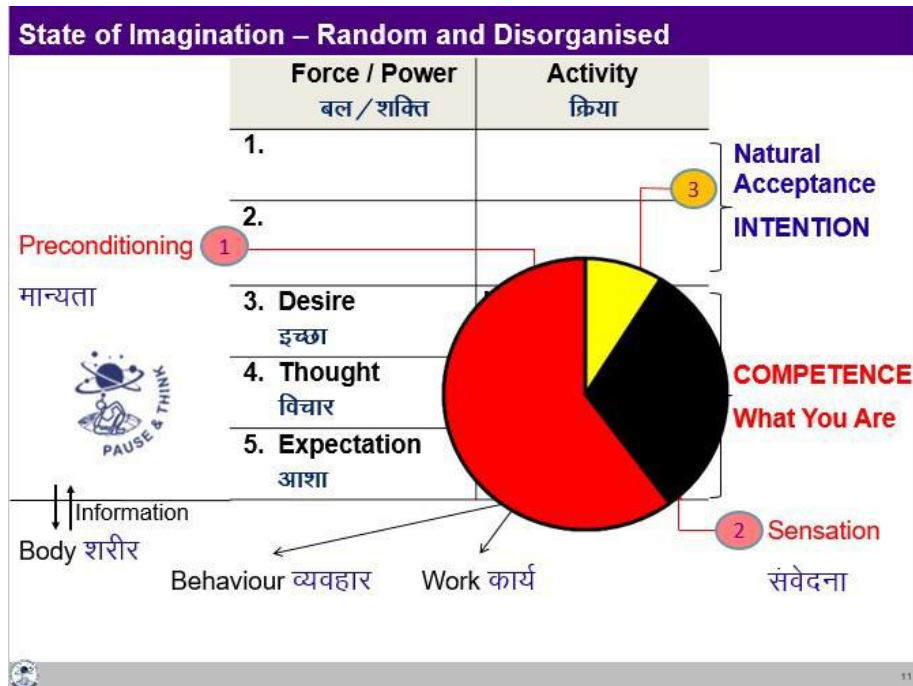 State of Imagination – Random and Disorganised
Force / Power
बल / शक्ति
Activity
क्रिया
1.
2.
Natural
Acceptance
INTENTION
3
Preconditioning
1
मान्यता
3. Desire
इच्छा
4. Thought
विचार
5. Expectation
आशा
COMPETENCE
What You Are
PAUSE & THINK
Information
Body शरीर
Behaviour व्यवहार
Work कार्य
2
Sensation
संवेदना
11